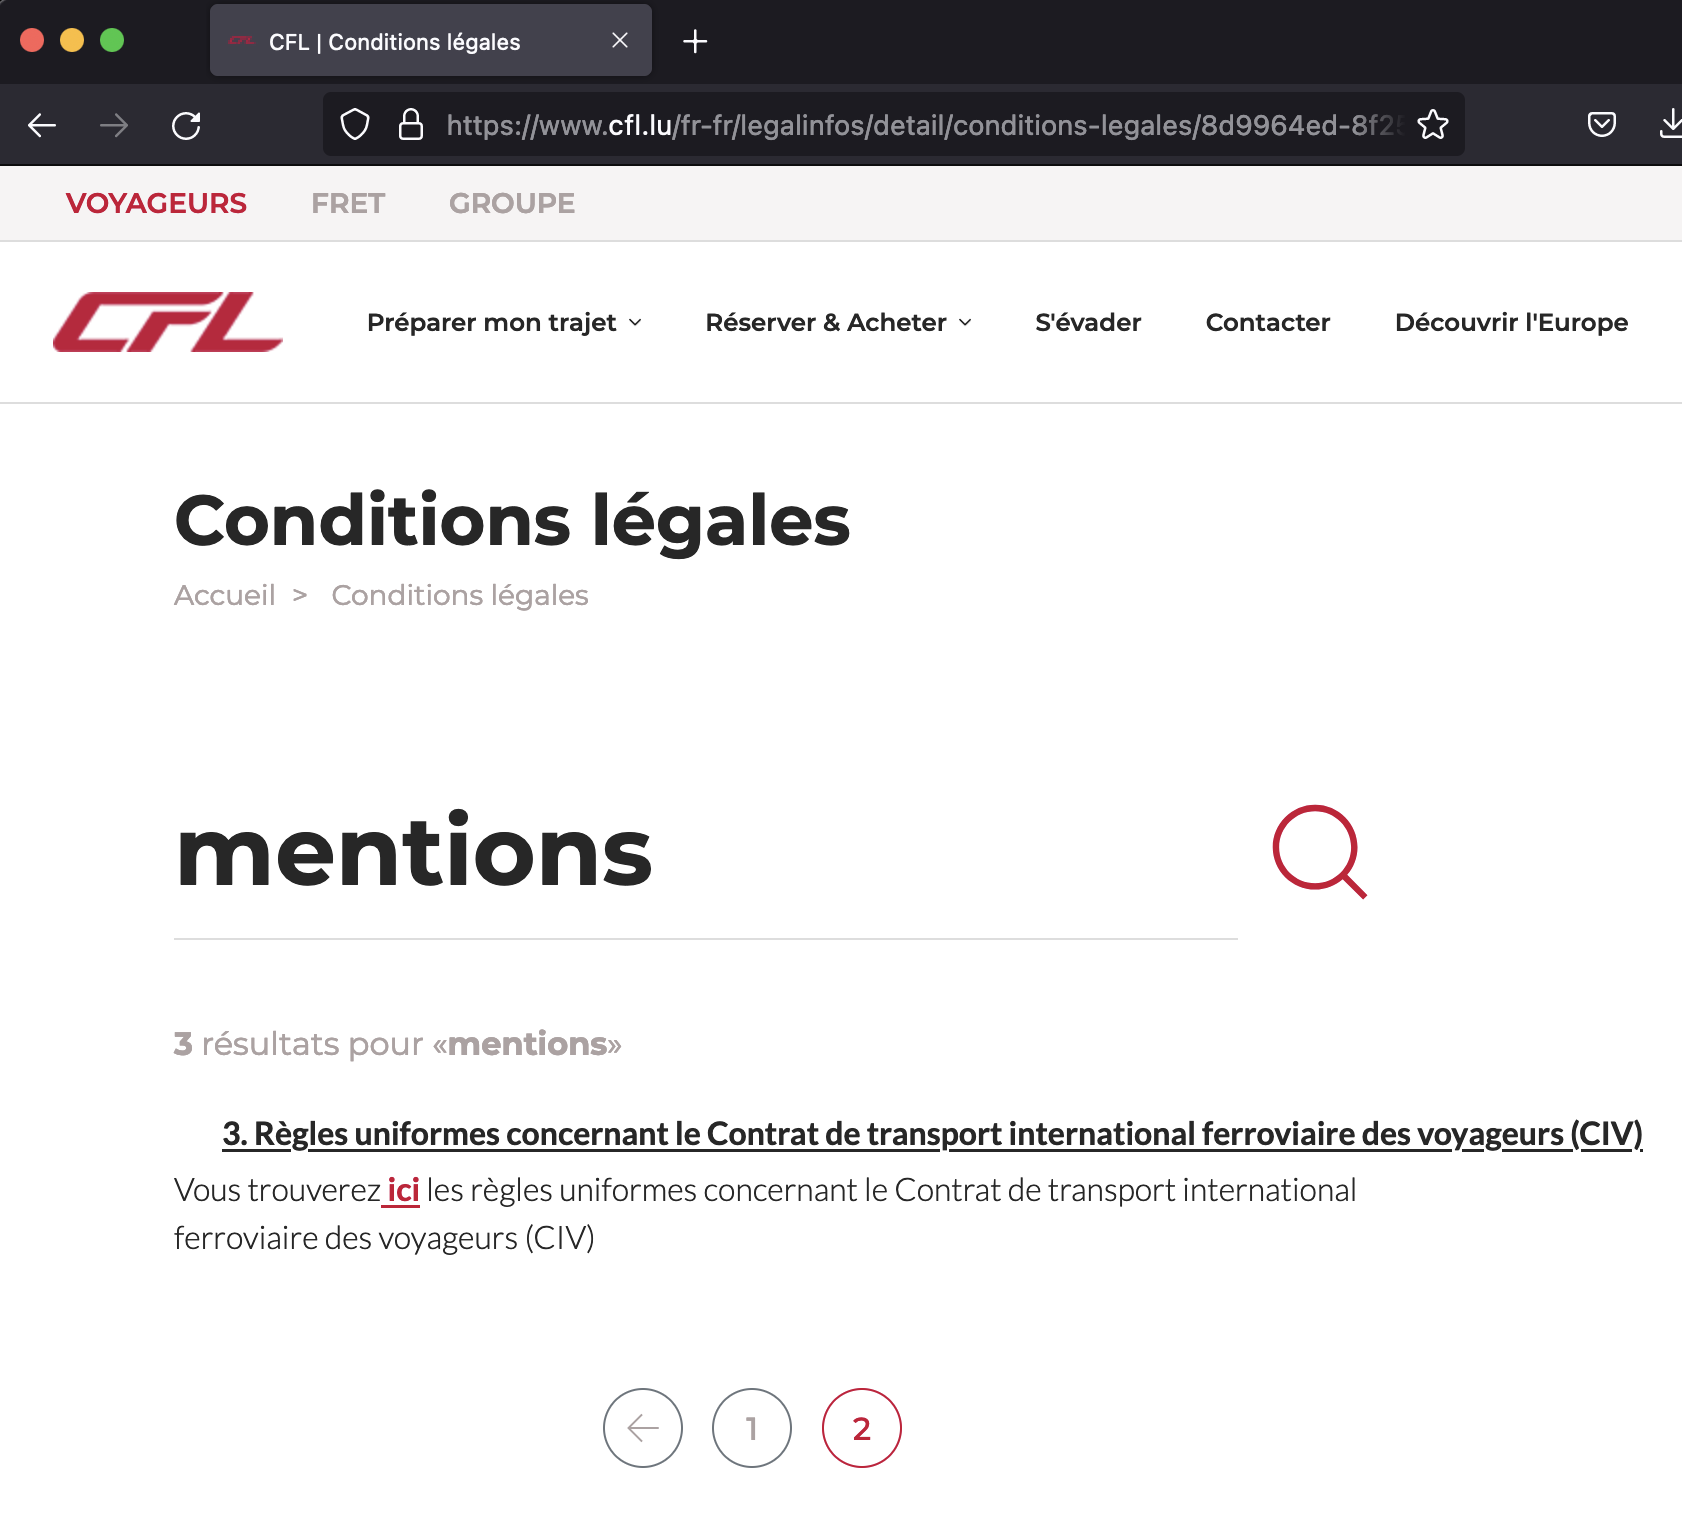 CFL | Conditions légales
https://www.cfl.lu/fr-fr/legalinfos/detail/conditions-legales/8d9964ed-8f25
VOYAGEURS FRET GROUPE
CFL Préparer mon trajet Réserver & Acheter S'évader Contacter Découvrir l'Europe
Conditions légales
Accueil > Conditions légales
mentions
3 résultats pour «mentions»
3. Règles uniformes concernant le Contrat de transport international ferroviaire des voyageurs (CIV)
Vous trouverez ici les règles uniformes concernant le Contrat de transport international
ferroviaire des voyageurs (CIV)
1 2